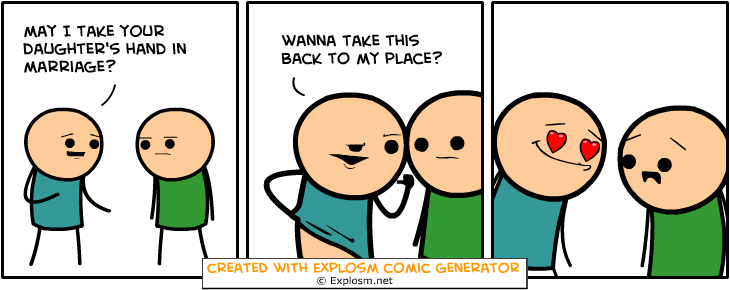 MAY I TAKE YOUR
DAUGHTER'S HAND IN
MARRIAGE?
WANNA TAKE THIS
BACK TO MY PLACE?
CREATED WITH EXPLOSM COMIC GENERATOR
© Explosm.net